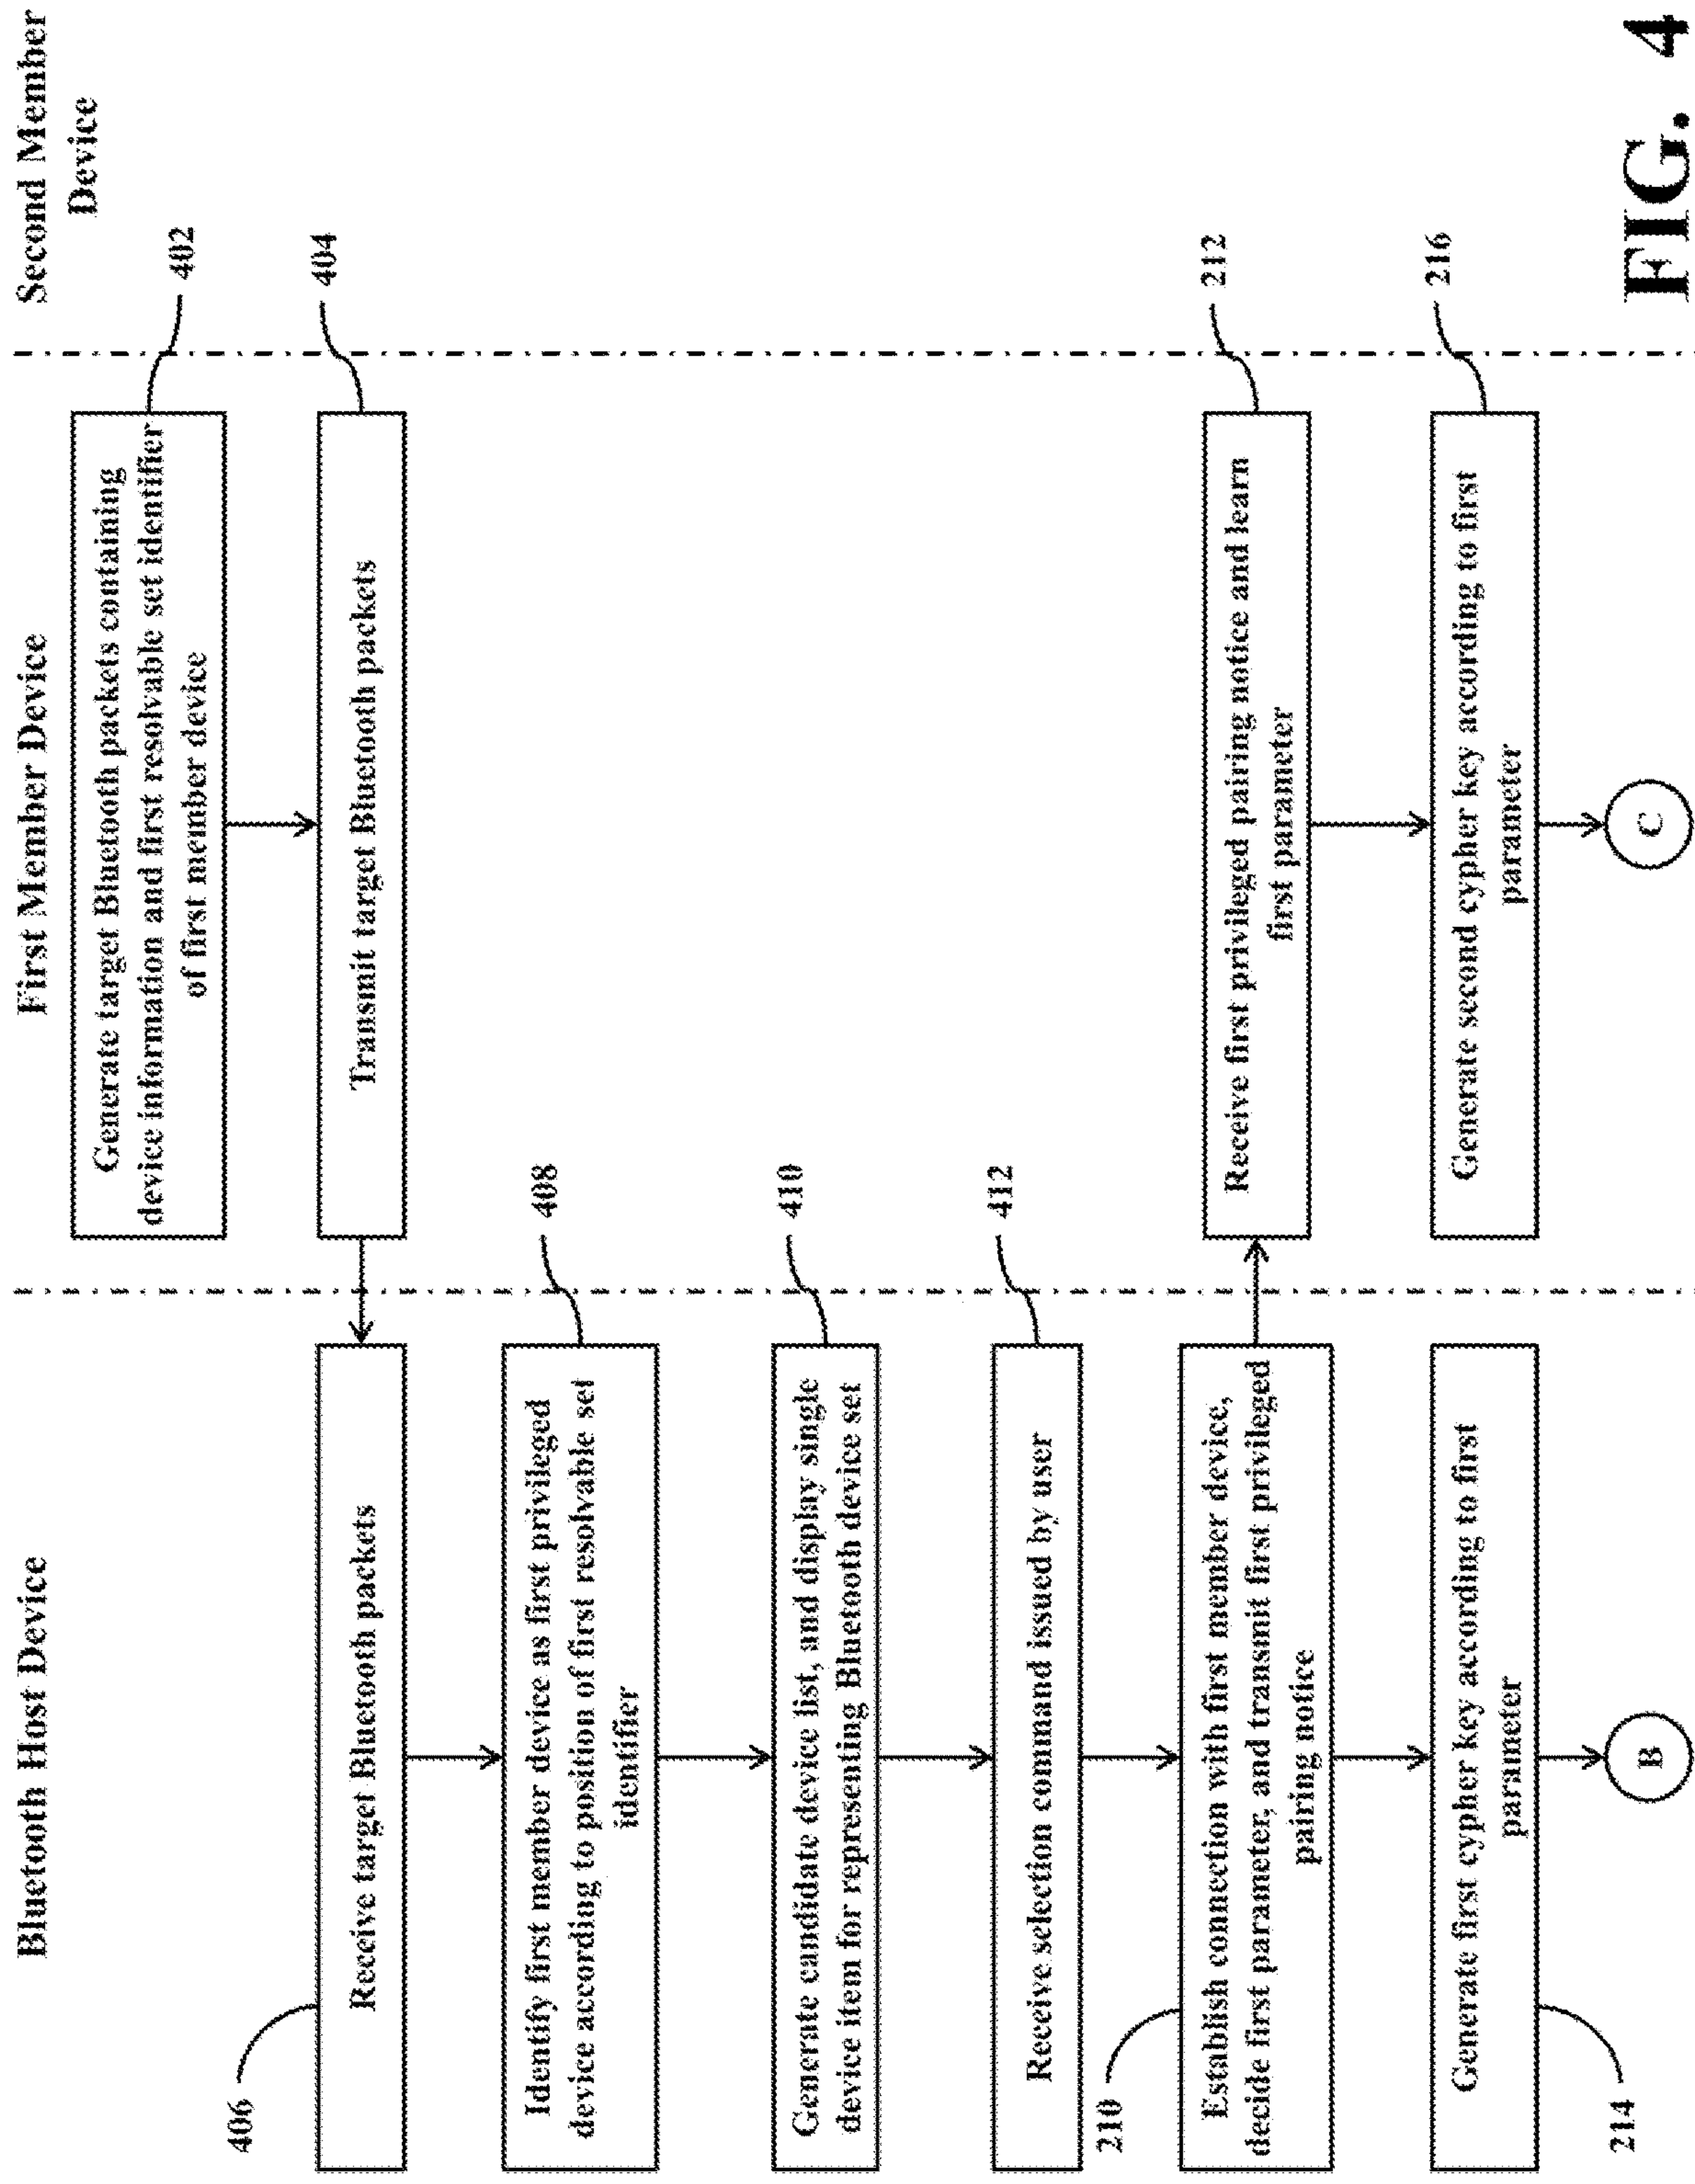 Bluetooth Host Device
First Member Device
Second Member
Device
Generate target Bluetooth packets containing
device information and first resolvable set identifier
of first member device
402
Transmit target Bluetooth packets
404
406
Receive target Bluetooth packets
Identify first member device as first privileged
device according to position of first resolvable set
identifier
408
Generate candidate device list, and display single
device item for representing Bluetooth device set
410
Receive selection command issued by user
412
210
Establish connection with first member device,
decide first parameter, and transmit first privileged
pairing notice
Receive first privileged pairing notice and learn
first parameter
212
Generate first cypher key according to first
parameter
214
Generate second cypher key according to first
parameter
216
B
C
FIG. 4